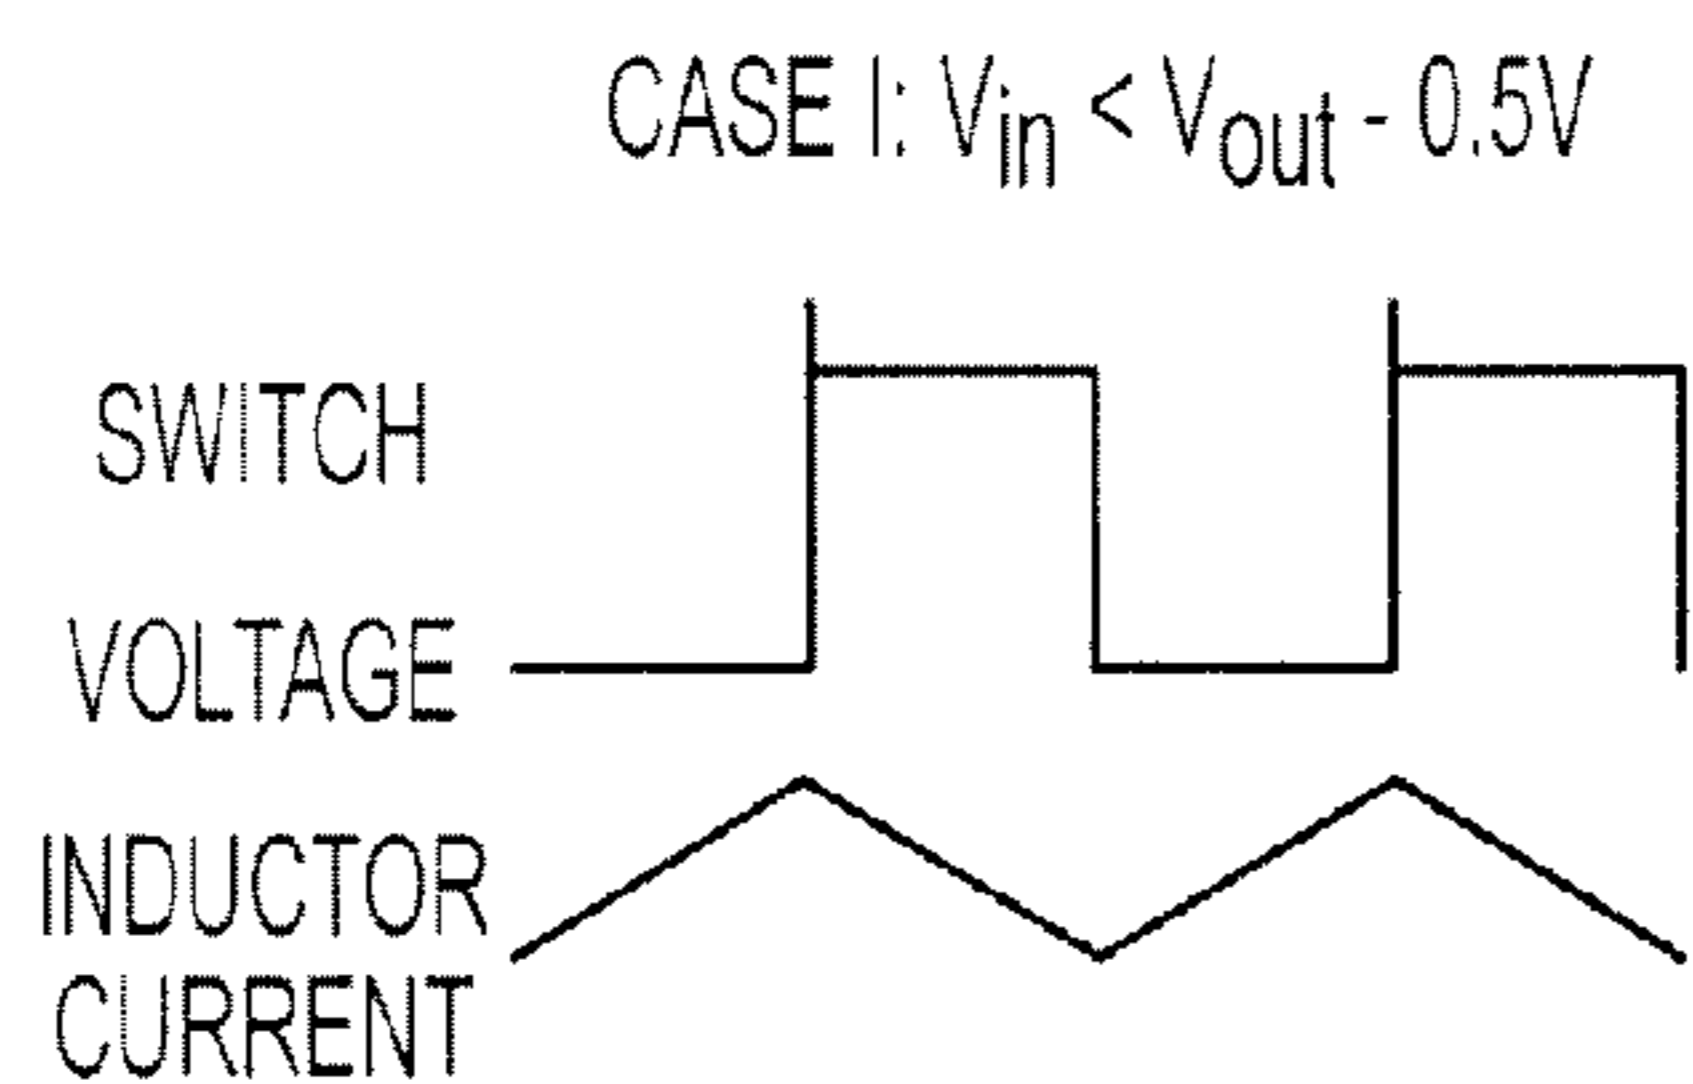 CASE I: Vin < Vout - 0.5V
SWITCH
VOLTAGE
INDUCTOR
CURRENT